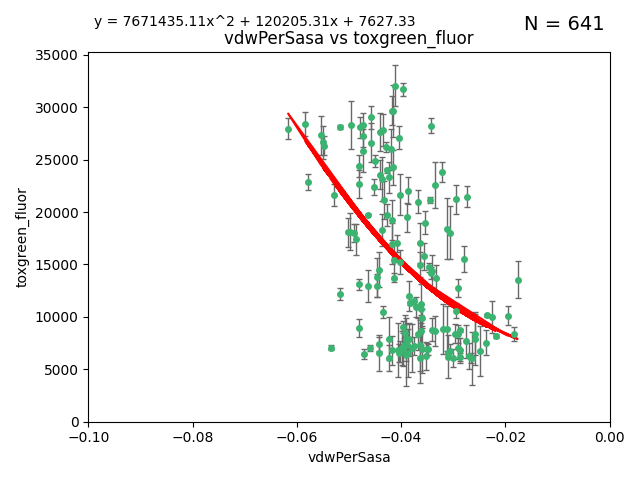 y = 7671435.11x^2 + 120205.31x + 7627.33
N = 641
vdwPerSasa vs toxgreen_fluor
35000
30000
25000
20000
15000
10000
5000
0
toxgreen_fluor
−0.10 −0.08 −0.06 −0.04 −0.02 0.00
vdwPerSasa